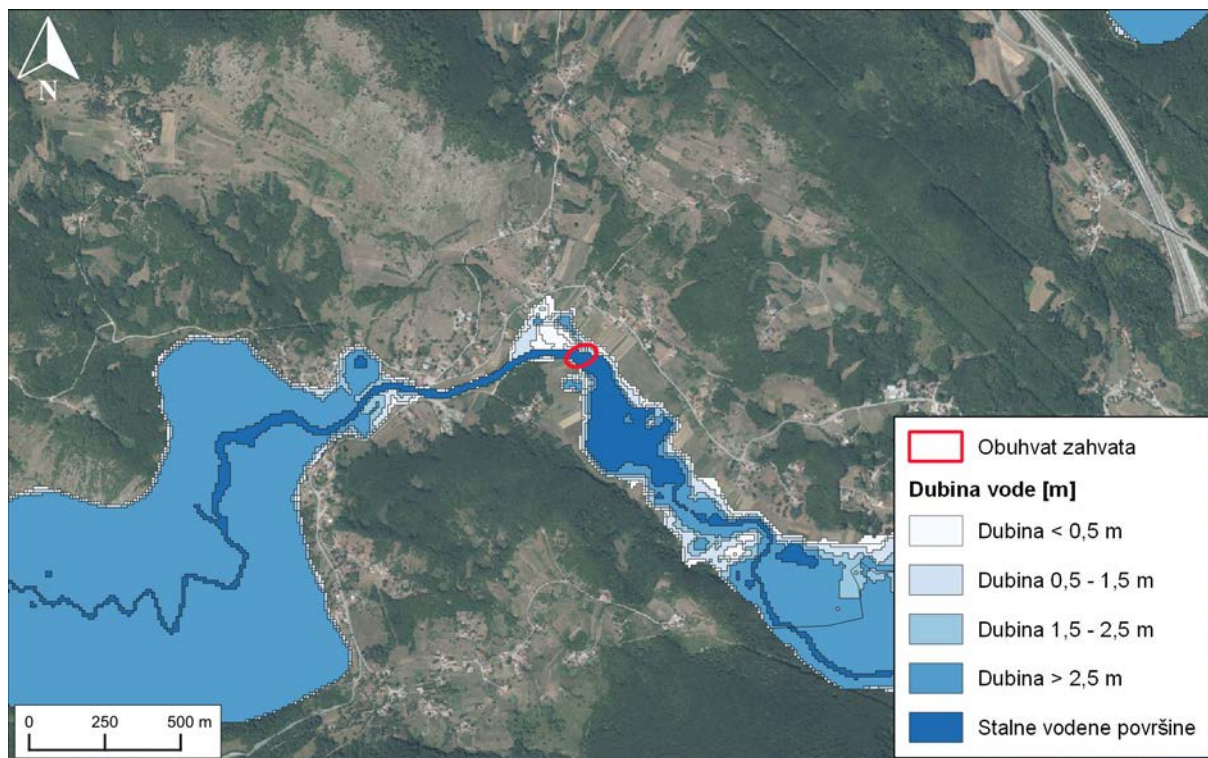 N
Obuhvat zahvata
Dubina vode [m]
Dubina < 0,5 m
Dubina 0,5 - 1,5 m
Dubina 1,5 - 2,5 m
Dubina > 2,5 m
Stalne vodene površine
0 250 500 m